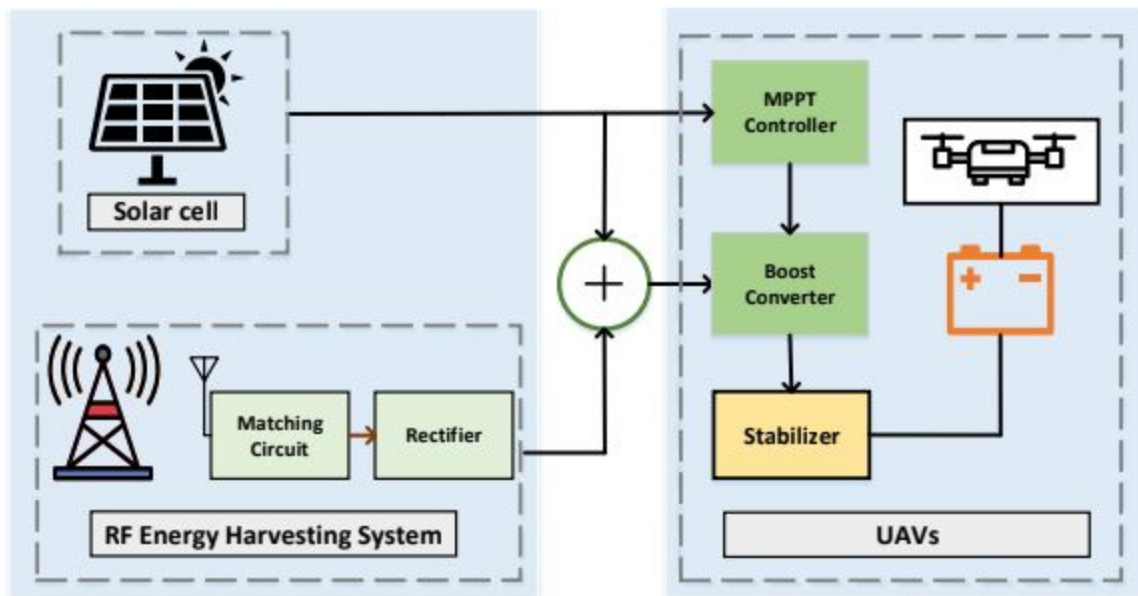 Solar cell
Matching
Circuit
Rectifier
RF Energy Harvesting System
MPPT
Controller
Boost
Converter
Stabilizer
UAVs